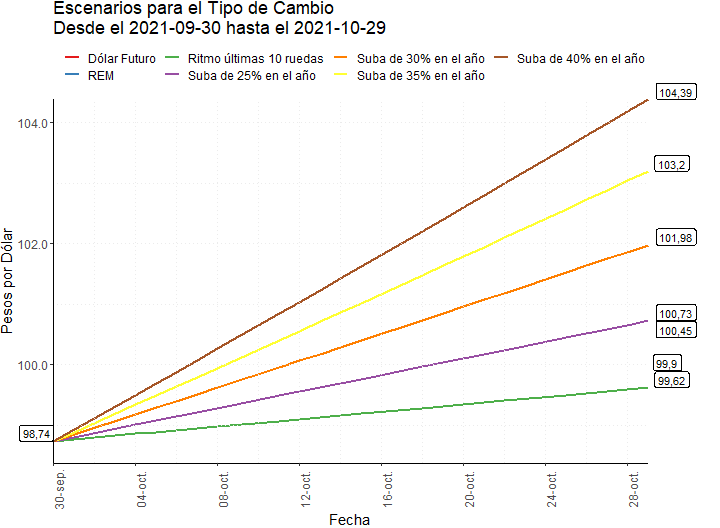 Escenarios para el Tipo de Cambio
Desde el 2021-09-30 hasta el 2021-10-29
Dólar Futuro
Ritmo últimas 10 ruedas
Suba de 30% en el año
Suba de 40% en el año
REM
Suba de 25% en el año
Suba de 35% en el año
104,39
104.0
103,2
102.0
101,98
Pesos por Dólar
100,73
100,45
100.0
99,9
99,62
98,74
30-sep.
04-oct.
08-oct.
12-oct.
16-oct.
20-oct.
24-oct.
28-oct.
Fecha